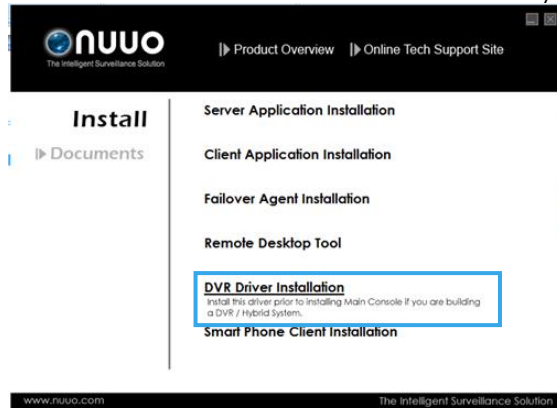 nuuo
The Intelligent Surveillance Solution
Product Overview
Online Tech Support Site
Install
Documents
Server Application Installation
Client Application Installation
Failover Agent Installation
Remote Desktop Tool
DVR Driver Installation
Install this driver prior to installing Main Console if you are building
a DVR / Hybrid System.
Smart Phone Client Installation
www.nuuo.com
The Intelligent Surveillance Solution